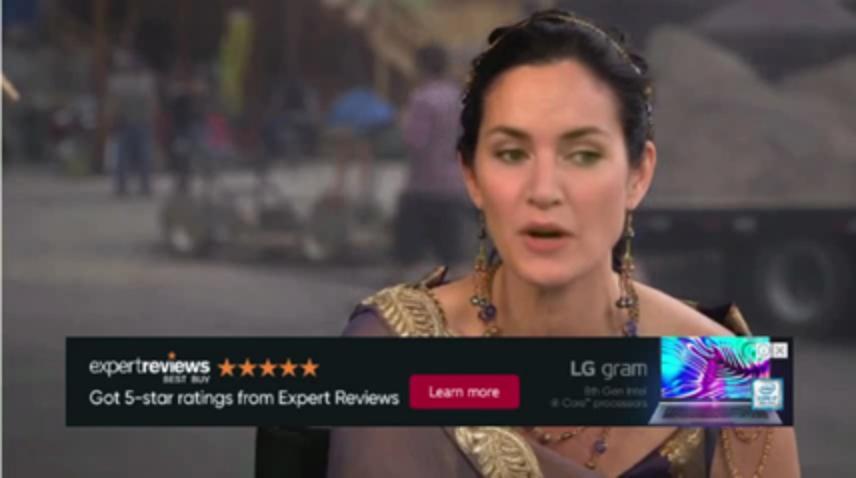 expertreviews
BEST BUY
Got 5-star ratings from Expert Reviews
Learn more
LG gram
8th Gen Intel
Core™ processors